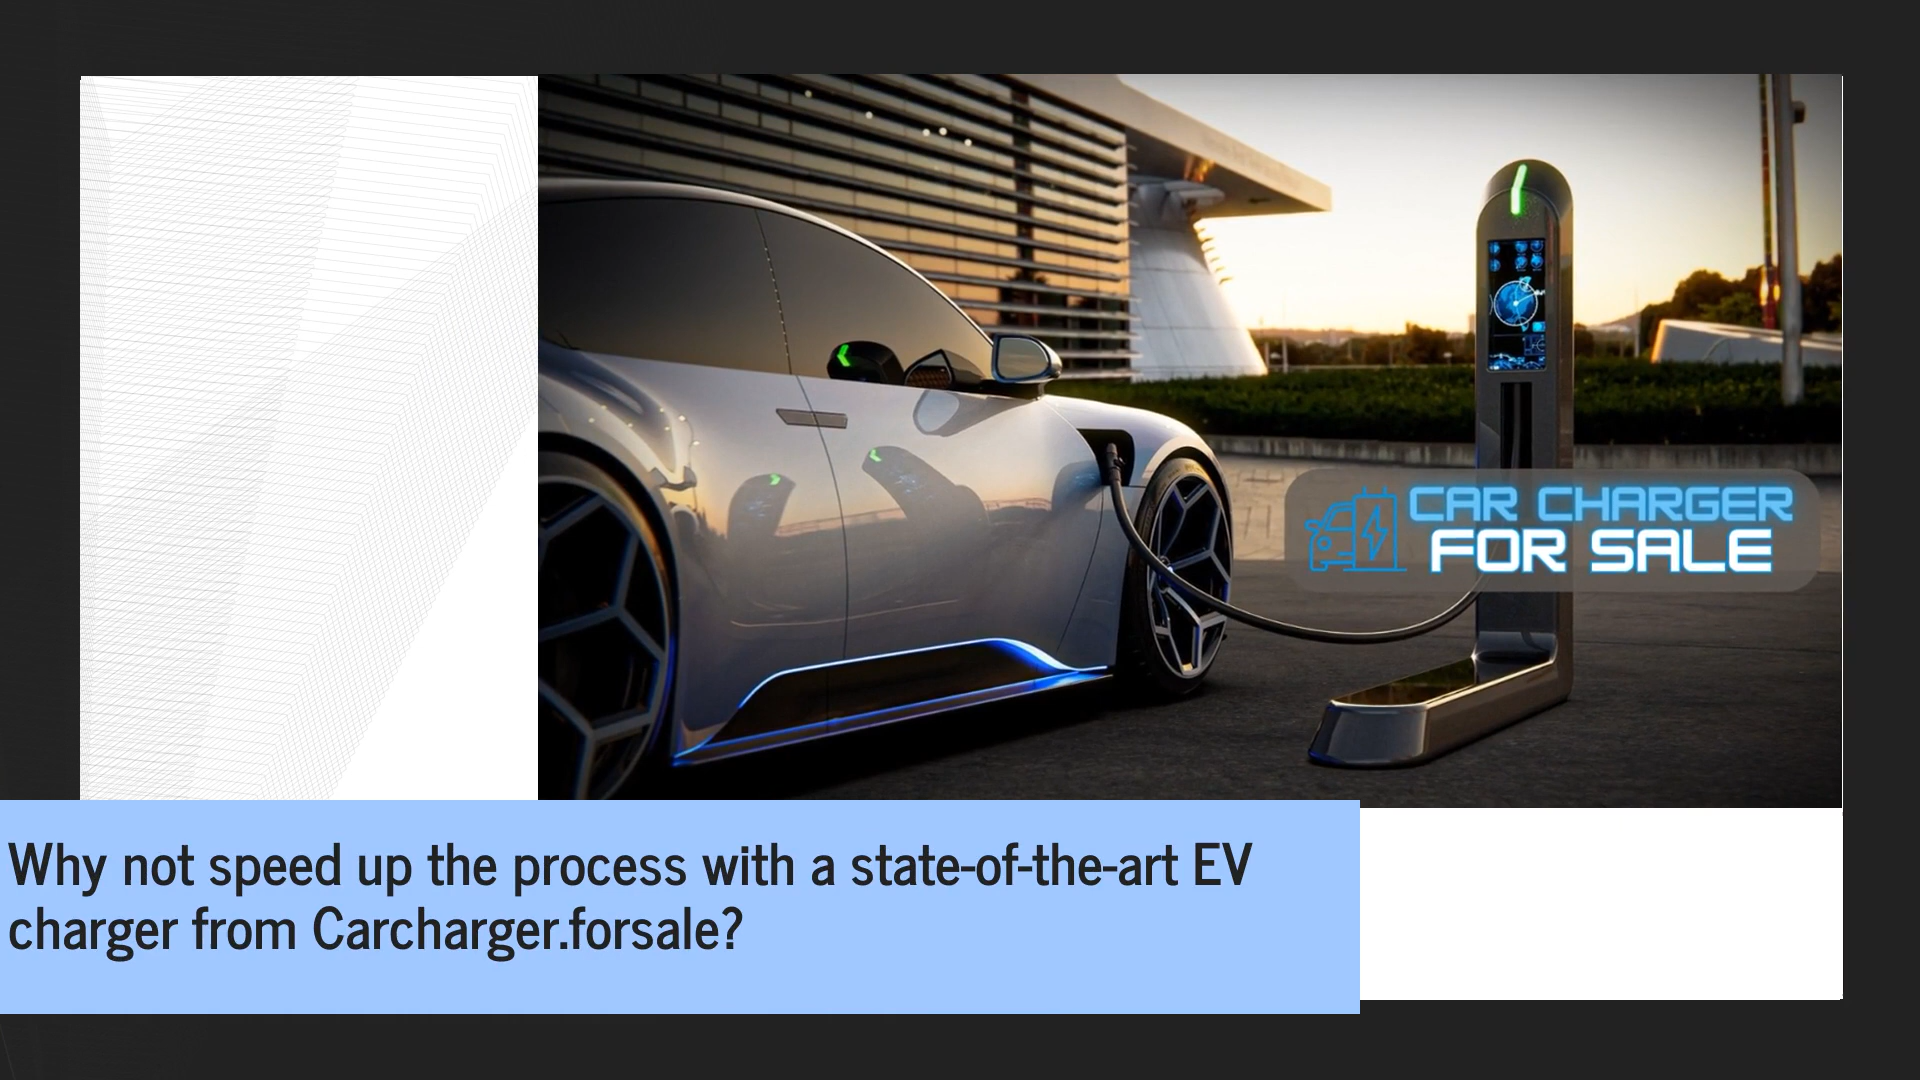 CAR CHARGER
FOR SALE
Why not speed up the process with a state-of-the-art EV
charger from Carcharger.forsale?